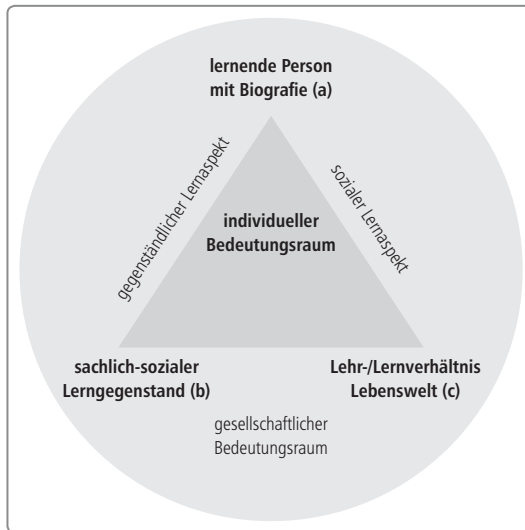 lernende Person
mit Biografie (a)
gegenständlicher Lernaspekt
sozialer Lernaspekt
individueller
Bedeutungsraum
sachlich-sozialer
Lerngegenstand (b)
Lehr-/Lernverhältnis
Lebenswelt (c)
gesellschaftlicher
Bedeutungsraum